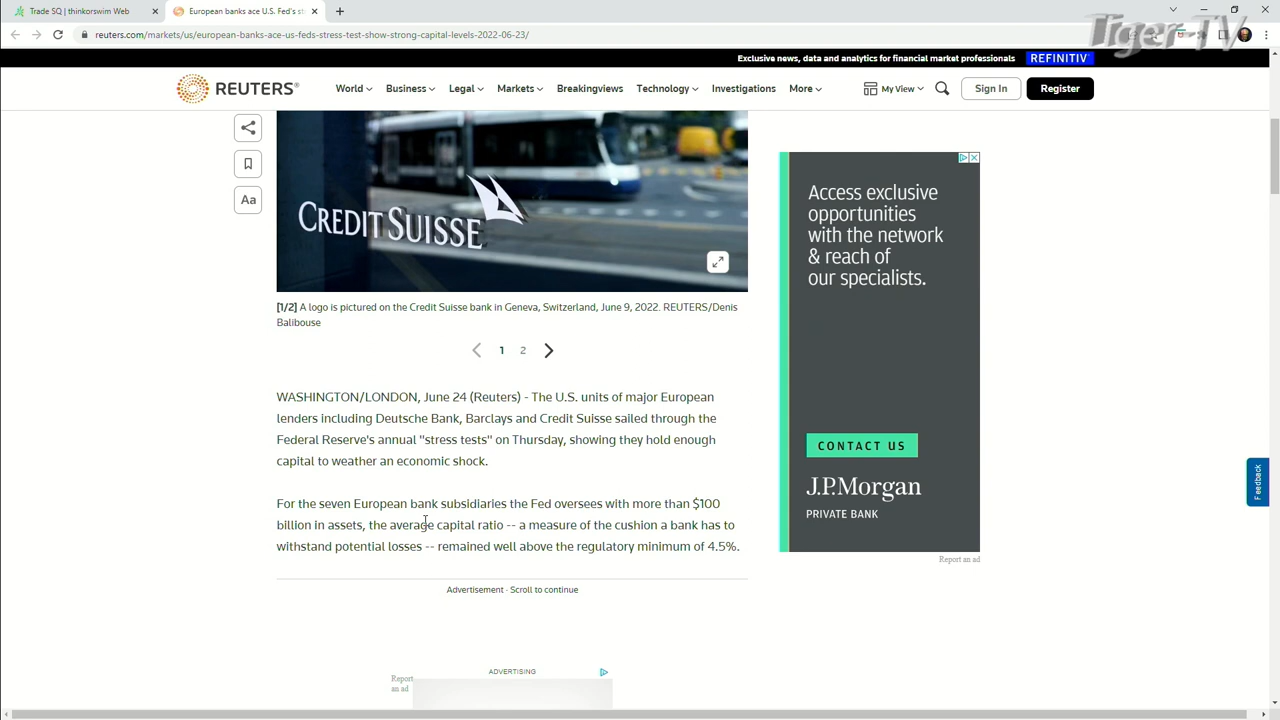 Trade SQ | thinkorswim Web
European banks ace U.S. Fed's st
Tiger TV
reuters.com/markets/us/european-banks-ace-us-feds-stress-test-show-strong-capital-levels-2022-06-23/
Exclusive news, data and analytics for financial market professionals REFINITIV
REUTERS®
World Business Legal Markets Breakingviews Technology Investigations More My View Sign In Register
Aa
CREDIT SUISSE
[1/2] A logo is pictured on the Credit Suisse bank in Geneva, Switzerland, June 9, 2022. REUTERS/Denis
Balibouse
1 2
WASHINGTON/LONDON, June 24 (Reuters) - The U.S. units of major European
lenders including Deutsche Bank, Barclays and Credit Suisse sailed through the
Federal Reserve's annual "stress tests" on Thursday, showing they hold enough
capital to weather an economic shock.
For the seven European bank subsidiaries the Fed oversees with more than $100
billion in assets, the average capital ratio -- a measure of the cushion a bank has to
withstand potential losses -- remained well above the regulatory minimum of 4.5%.
Advertisement · Scroll to continue
ADVERTISING
Report
an ad
Access exclusive
opportunities
with the network
& reach of
our specialists.
CONTACT US
J.P.Morgan
PRIVATE BANK
Report an ad
Feedback